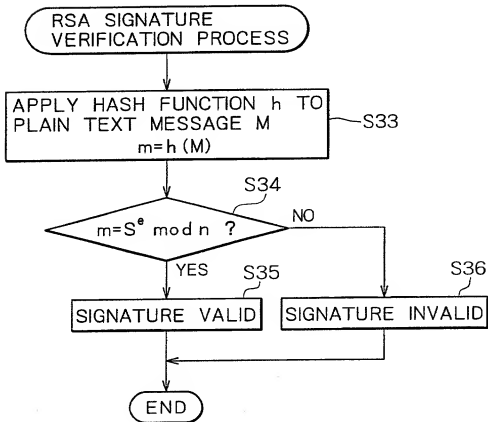 RSA SIGNATURE
VERIFICATION PROCESS
APPLY HASH FUNCTION h TO
PLAIN TEXT MESSAGE M
m=h(M)
S33
S34
m=Sᵉ mod n ?
NO
YES
S35
S36
SIGNATURE VALID
SIGNATURE INVALID
END